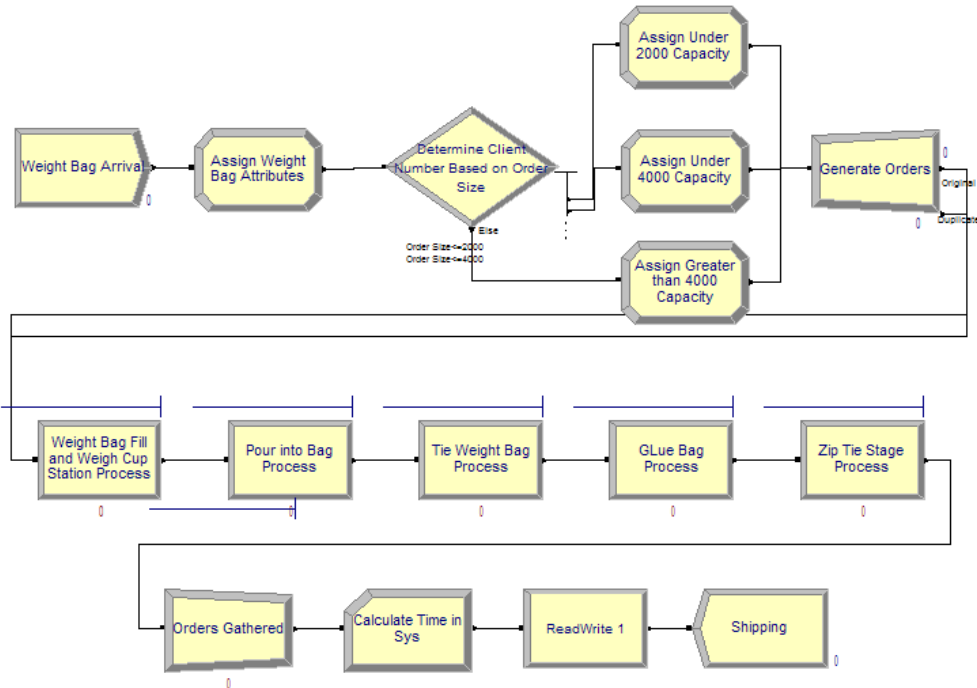 Assign Under
2000 Capacity
Weight Bag Arrival
0
Assign Weight
Bag Attributes
Determine Client
Number Based on Order
Size
Else
Order Size<=2000
Order Size<=4000
Assign Under
4000 Capacity
Assign Greater
than 4000
Capacity
Generate Orders
0
Original
0
Duplicate
Weight Bag Fill
and Weigh Cup
Station Process
0
Pour into Bag
Process
0
Tie Weight Bag
Process
0
GLue Bag
Process
0
Zip Tie Stage
Process
0
Orders Gathered
0
Calculate Time in
Sys
ReadWrite 1
Shipping
0